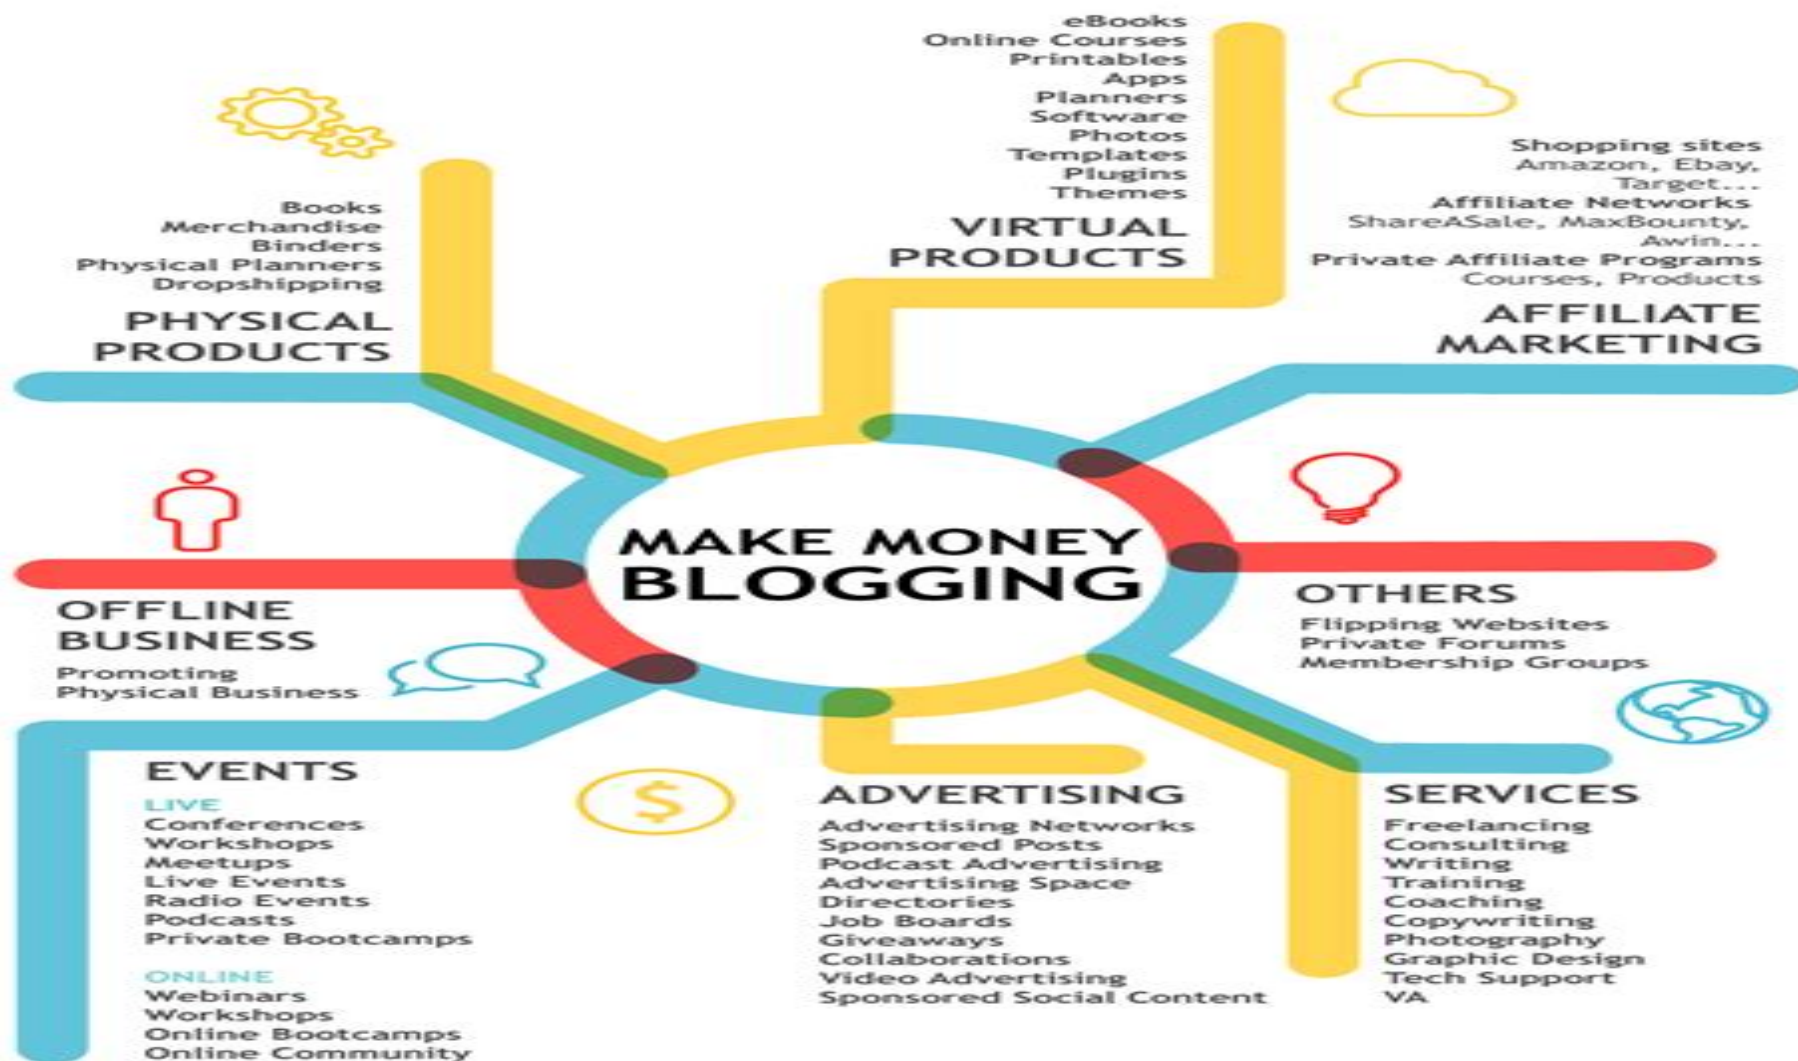 eBooks
Online Courses
Printables
Apps
Planners
Software
Photos
Templates
Plugins
Themes
VIRTUAL
PRODUCTS
Books
Merchandise
Binders
Physical Planners
Dropshipping
PHYSICAL
PRODUCTS
Shopping sites
Amazon, Ebay,
Target...
Affiliate Networks
ShareASale, MaxBounty,
Awin...
Private Affiliate Programs
Courses, Products
AFFILIATE
MARKETING
MAKE MONEY
BLOGGING
OFFLINE
BUSINESS
Promoting
Physical Business
OTHERS
Flipping Websites
Private Forums
Membership Groups
EVENTS
LIVE
Conferences
Workshops
Meetups
Live Events
Radio Events
Podcasts
Private Bootcamps
ONLINE
Webinars
Workshops
Online Bootcamps
Online Community
$
ADVERTISING
Advertising Networks
Sponsored Posts
Podcast Advertising
Advertising Space
Directories
Job Boards
Giveaways
Collaborations
Video Advertising
Sponsored Social Content
SERVICES
Freelancing
Consulting
Writing
Training
Coaching
Copywriting
Photography
Graphic Design
Tech Support
VA